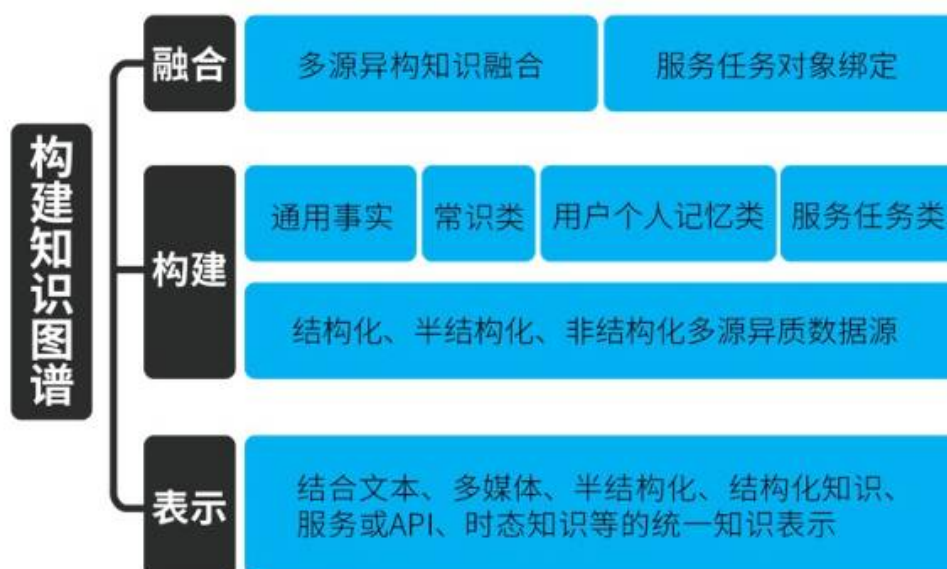 构建知识图谱
融合
多源异构知识融合
服务任务对象绑定
构建
通用事实
常识类
用户个人记忆类
服务任务类
结构化、半结构化、非结构化多源异质数据源
表示
结合文本、多媒体、半结构化、结构化知识、
服务或API、时态知识等的统一知识表示